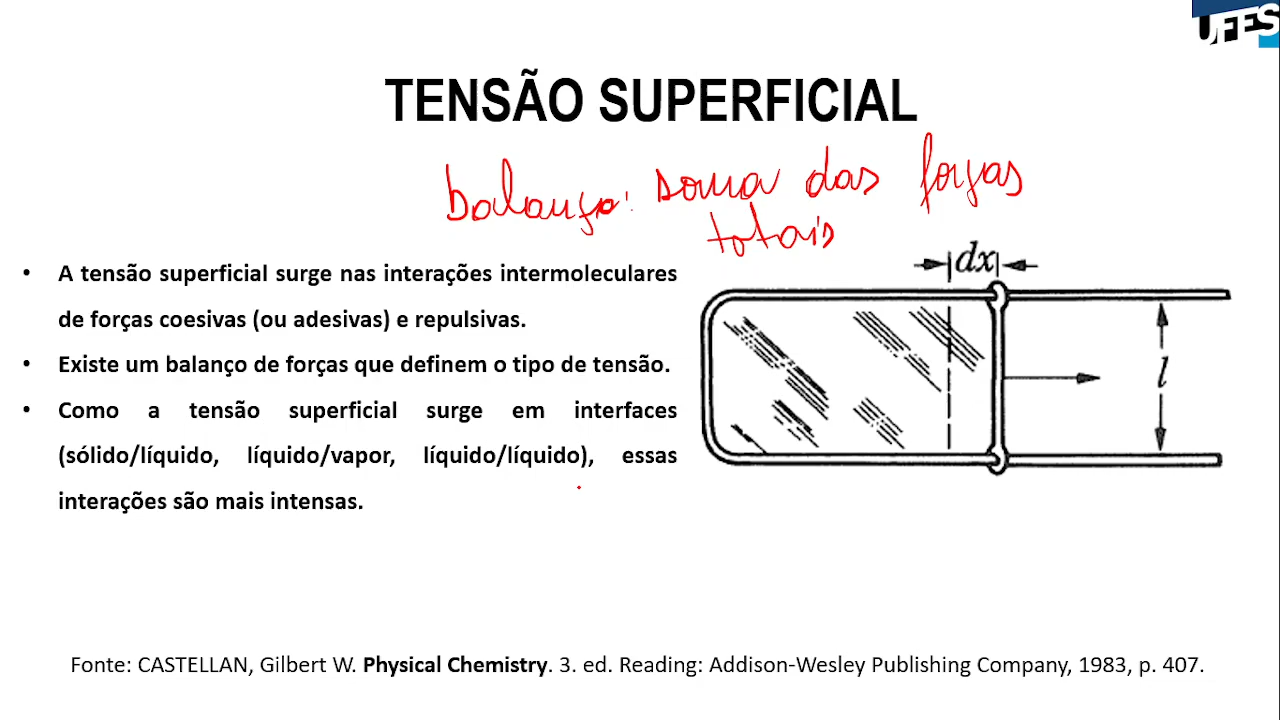 UFES
TENSÃO SUPERFICIAL
balanço: soma das forças
totais
• A tensão superficial surge nas interações intermoleculares
de forças coesivas (ou adesivas) e repulsivas.
• Existe um balanço de forças que definem o tipo de tensão.
• Como a tensão superficial surge em interfaces
(sólido/líquido, líquido/vapor, líquido/líquido), essas
interações são mais intensas.
dx
l
Fonte: CASTELLAN, Gilbert W. Physical Chemistry. 3. ed. Reading: Addison-Wesley Publishing Company, 1983, p. 407.